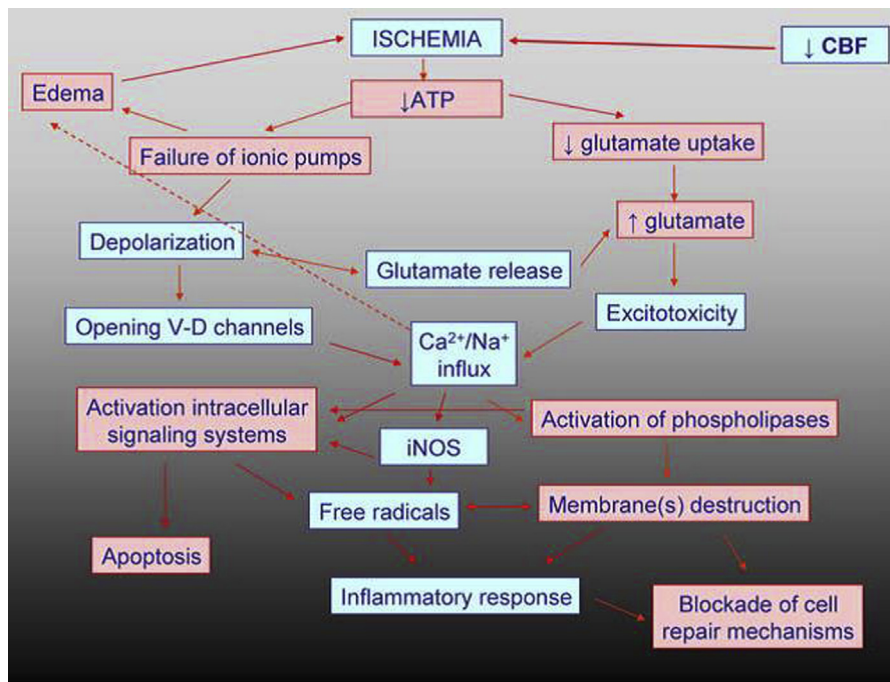 ISCHEMIA
↓ CBF
Edema
↓ATP
Failure of ionic pumps
↓ glutamate uptake
↑ glutamate
Depolarization
Glutamate release
Opening V-D channels
Excitotoxicity
Ca²⁺/Na⁺
influx
Activation intracellular
signaling systems
Activation of phospholipases
iNOS
Free radicals
Membrane(s) destruction
Apoptosis
Inflammatory response
Blockade of cell
repair mechanisms